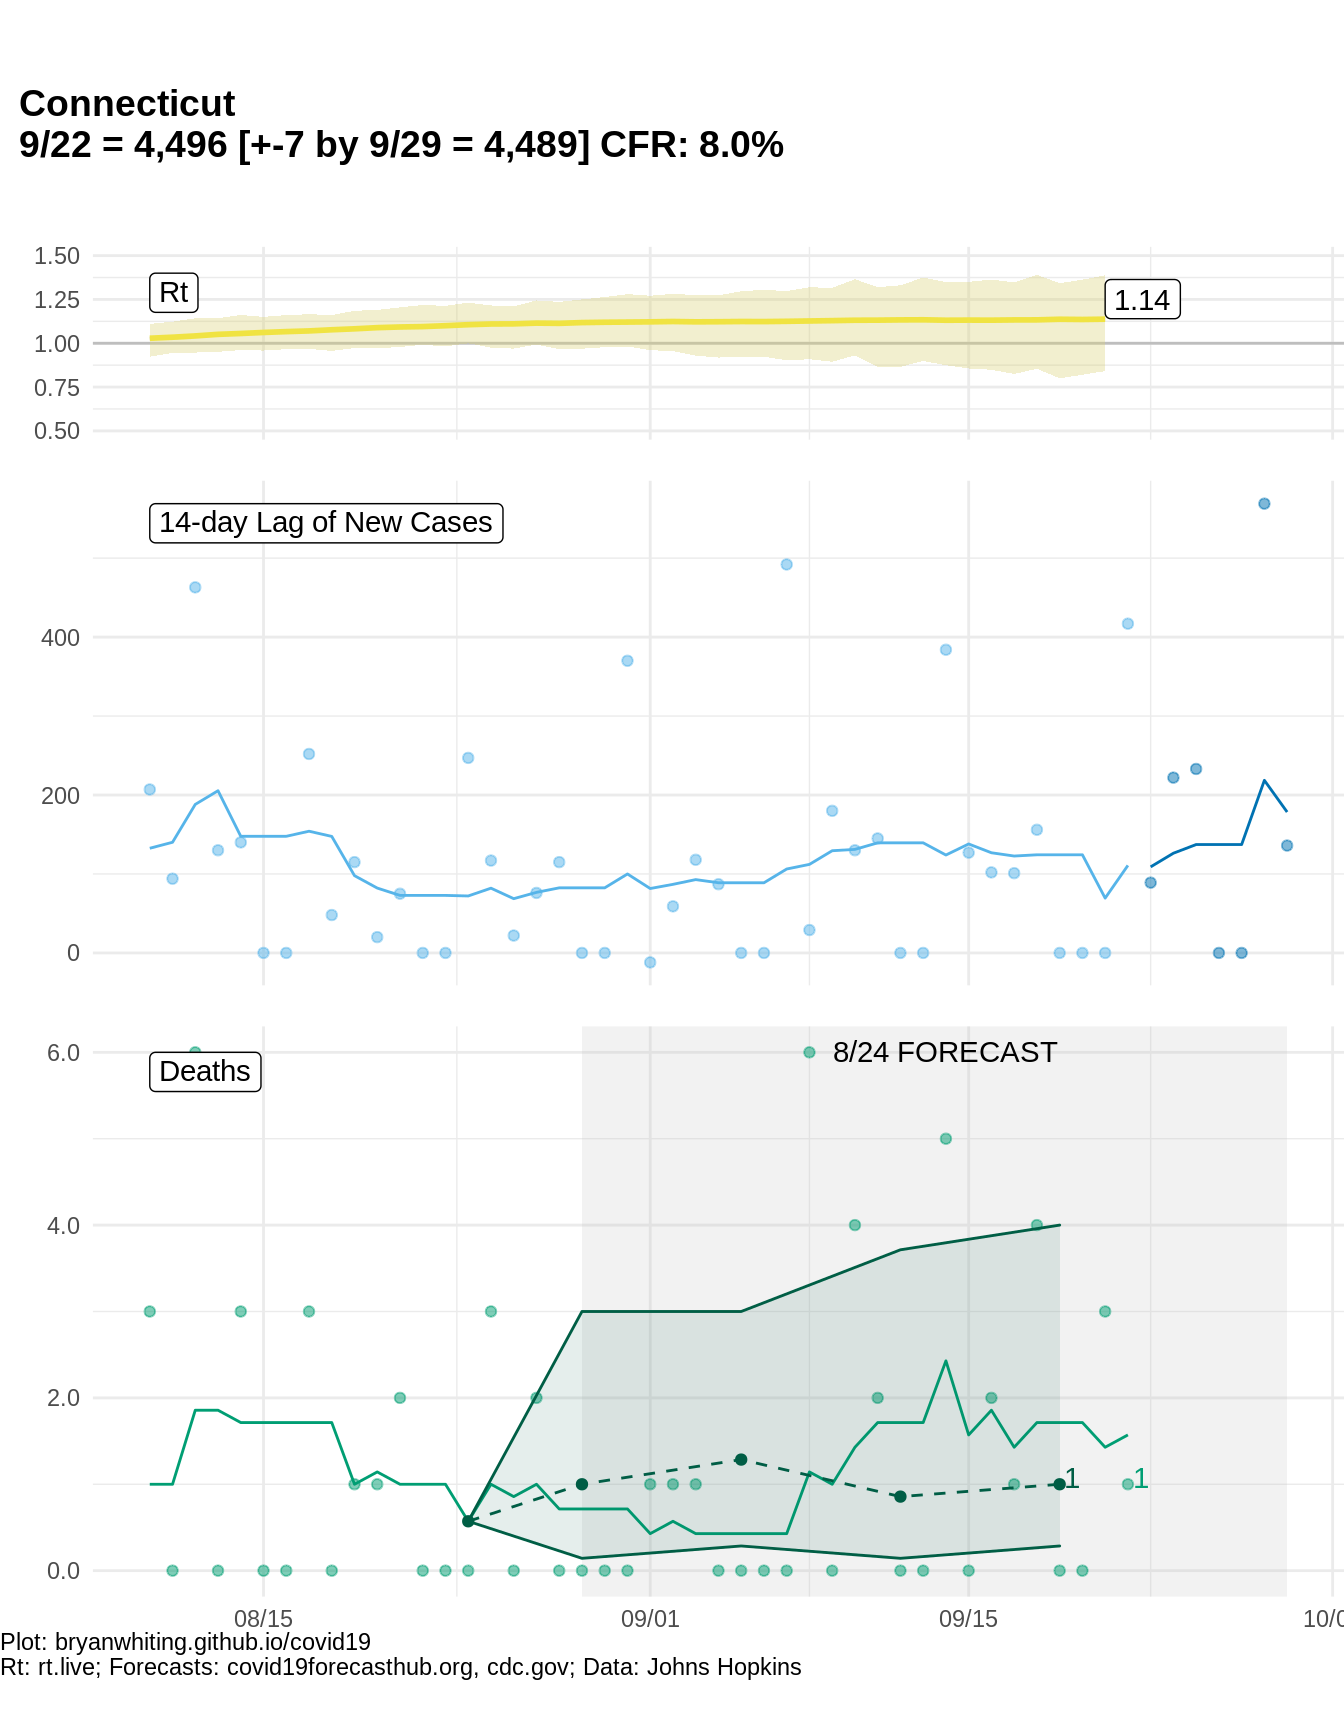 Connecticut
9/22 = 4,496 [+-7 by 9/29 = 4,489] CFR: 8.0%
1.50
Rt
1.25
1.14
1.00
0.75
0.50
14-day Lag of New Cases
400
200
0
6.0
8/24 FORECAST
Deaths
4.0
2.0
1
1
0.0
08/15
09/01
09/15
10/0
Plot: bryanwhiting.github.io/covid19
Rt: rt.live; Forecasts: covid19forecasthub.org, cdc.gov; Data: Johns Hopkins